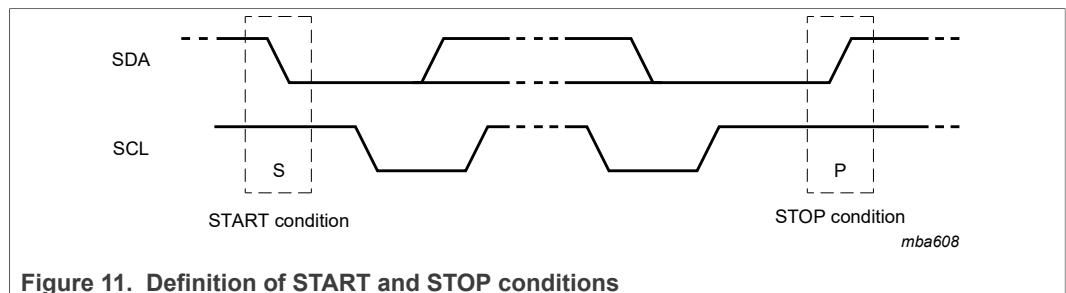 SDA
SCL
S
P
START condition
STOP condition
mba608
Figure 11. Definition of START and STOP conditions